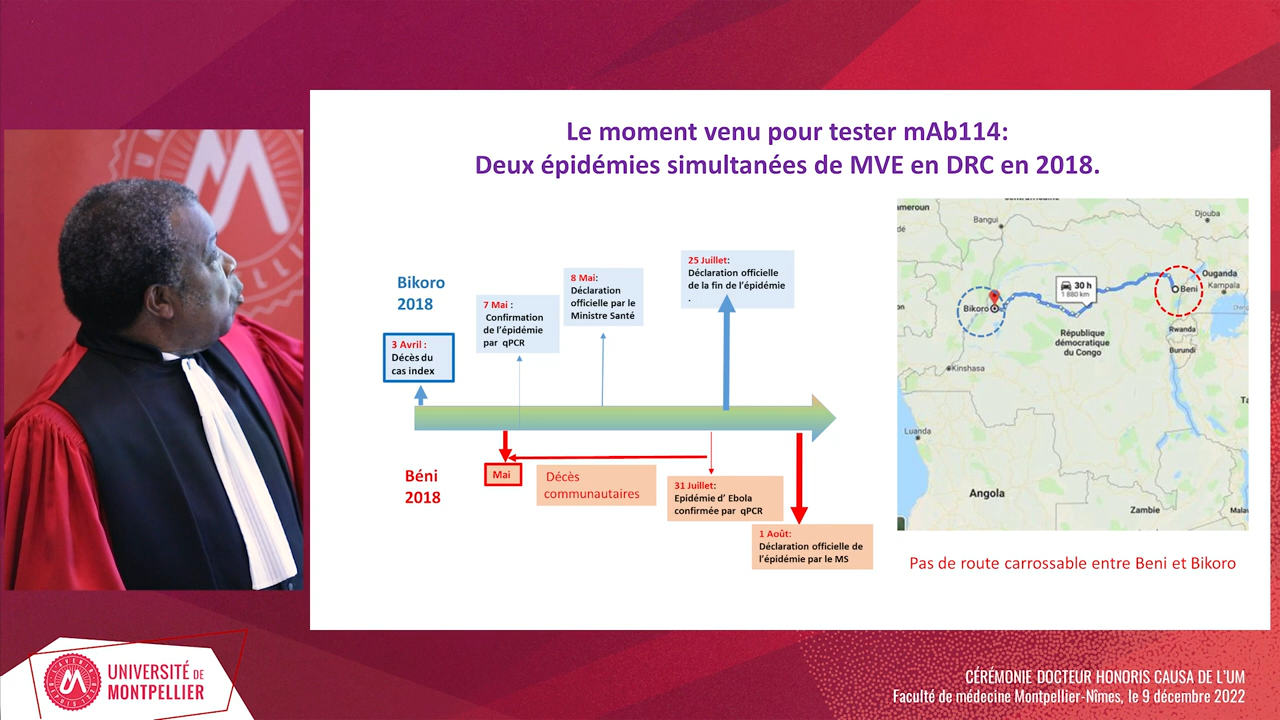 Le moment venu pour tester mAb114:
Deux épidémies simultanées de MVE en DRC en 2018.
Bikoro
2018
3 Avril :
Décès du
cas index
7 Mai :
Confirmation
de l'épidémie
par qPCR
8 Mai:
Déclaration
officielle par le
Ministre Santé
25 Juillet:
Déclaration officielle
de la fin de l'épidémie
.
Béni
2018
Mai
Décès
communautaires
31 Juillet:
Epidémie d' Ebola
confirmée par qPCR
1 Août:
Déclaration officielle de
l'épidémie par le MS
ameroun
dé
Bangui
Djouba
30 h
1 880 km
Bikoro
Beni
Ouganda
Kampala
République
démocratique
du Congo
Rwanda
Burundi
Kinshasa
Ta
Luanda
Angola
Zambie
Malav
Pas de route carrossable entre Beni et Bikoro
UNIVERSITÉ DE
MONTPELLIER
CÉRÉMONIE DOCTEUR HONORIS CAUSA DE L'UM
Faculté de médecine Montpellier-Nîmes, le 9 décembre 2022